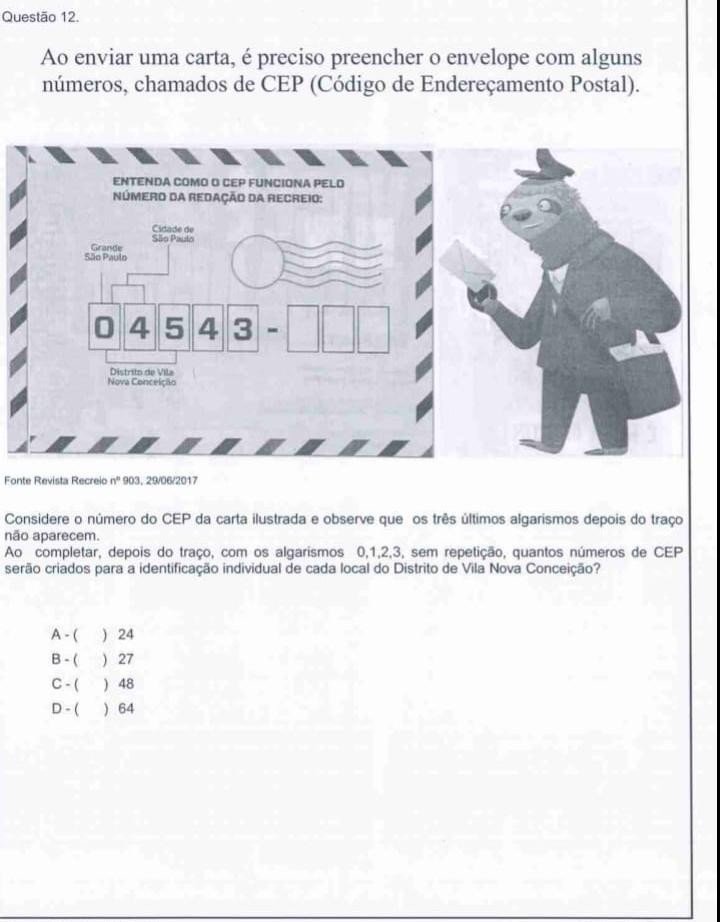 Questão 12.
Ao enviar uma carta, é preciso preencher o envelope com alguns
números, chamados de CEP (Código de Endereçamento Postal).
ENTENDA COMO O CEP FUNCIONA PELO
NÚMERO DA REDAÇÃO DA RECREIO:
Cidade de
São Paulo
Grande
São Paulo
0 4 5 4 3 -
Distrito de Vila
Nova Conceição
Fonte Revista Recreio nº 903, 29/06/2017
Considere o número do CEP da carta ilustrada e observe que os três últimos algarismos depois do traço
não aparecem.
Ao completar, depois do traço, com os algarismos 0,1,2,3, sem repetição, quantos números de CEP
serão criados para a identificação individual de cada local do Distrito de Vila Nova Conceição?
A - ( ) 24
B - ( ) 27
C - ( ) 48
D - ( ) 64